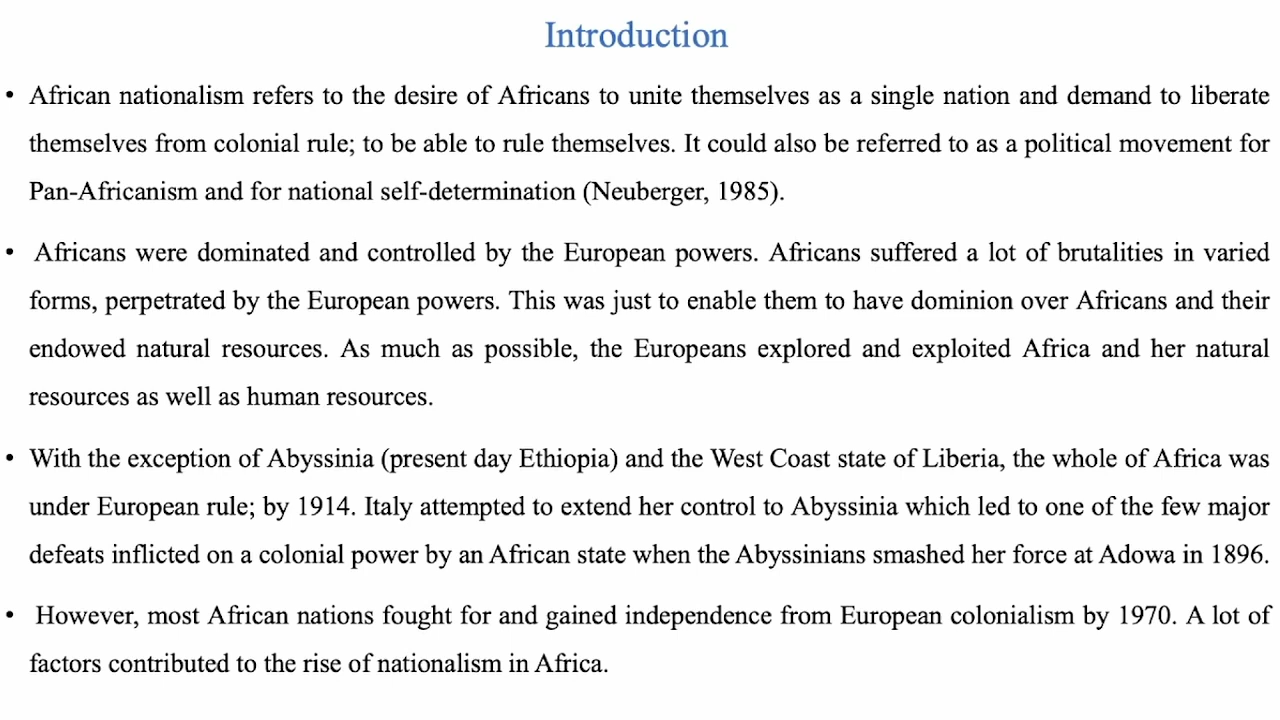 Introduction
• African nationalism refers to the desire of Africans to unite themselves as a single nation and demand to liberate
themselves from colonial rule; to be able to rule themselves. It could also be referred to as a political movement for
Pan-Africanism and for national self-determination (Neuberger, 1985).
• Africans were dominated and controlled by the European powers. Africans suffered a lot of brutalities in varied
forms, perpetrated by the European powers. This was just to enable them to have dominion over Africans and their
endowed natural resources. As much as possible, the Europeans explored and exploited Africa and her natural
resources as well as human resources.
• With the exception of Abyssinia (present day Ethiopia) and the West Coast state of Liberia, the whole of Africa was
under European rule; by 1914. Italy attempted to extend her control to Abyssinia which led to one of the few major
defeats inflicted on a colonial power by an African state when the Abyssinians smashed her force at Adowa in 1896.
• However, most African nations fought for and gained independence from European colonialism by 1970. A lot of
factors contributed to the rise of nationalism in Africa.